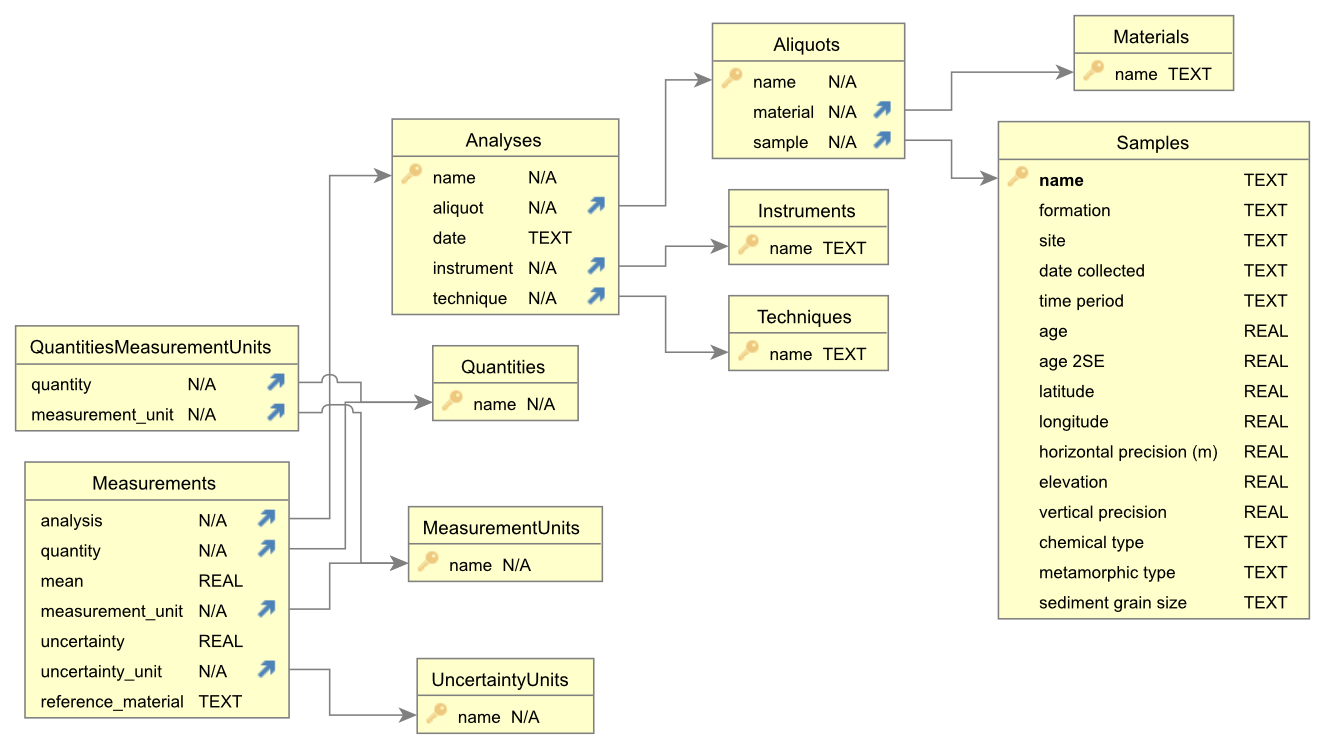 Aliquots
name N/A
material N/A
sample N/A
Materials
name TEXT
Analyses
name N/A
aliquot N/A
date TEXT
instrument N/A
technique N/A
Samples
name TEXT
formation TEXT
site TEXT
date collected TEXT
time period TEXT
age REAL
age 2SE REAL
latitude REAL
longitude REAL
horizontal precision (m) REAL
elevation REAL
vertical precision REAL
chemical type TEXT
metamorphic type TEXT
sediment grain size TEXT
Instruments
name TEXT
Techniques
name TEXT
QuantitiesMeasurementUnits
quantity N/A
measurement_unit N/A
Quantities
name N/A
Measurements
analysis N/A
quantity N/A
mean REAL
measurement_unit N/A
uncertainty REAL
uncertainty_unit N/A
reference_material TEXT
MeasurementUnits
name N/A
UncertaintyUnits
name N/A